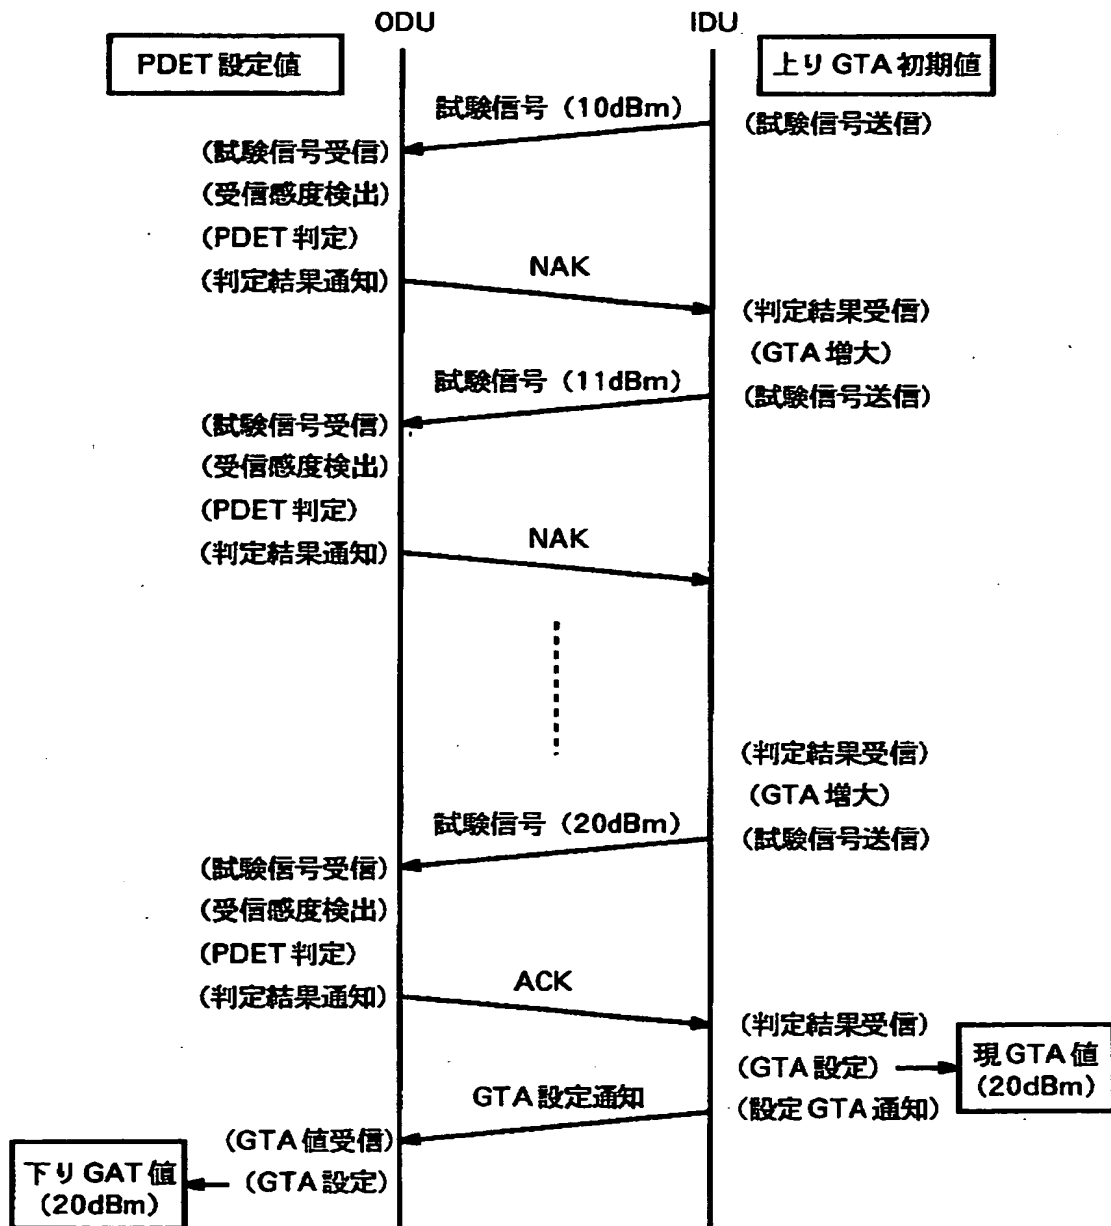 ODU IDU
PDET 設定値 上り GTA 初期値
試験信号（10dBm） (試験信号送信)
(試験信号受信)
(受信感度検出)
(PDET 判定)
(判定結果通知) NAK
(判定結果受信)
(GTA 増大)
試験信号（11dBm） (試験信号送信)
(試験信号受信)
(受信感度検出)
(PDET 判定)
(判定結果通知) NAK
(判定結果受信)
(GTA 増大)
試験信号（20dBm） (試験信号送信)
(試験信号受信)
(受信感度検出)
(PDET 判定)
(判定結果通知) ACK
(判定結果受信)
(GTA 設定) 現 GTA 値
(20dBm)
GTA 設定通知 (設定 GTA 通知)
(GTA 値受信)
下り GAT 値 (GTA 設定)
(20dBm)